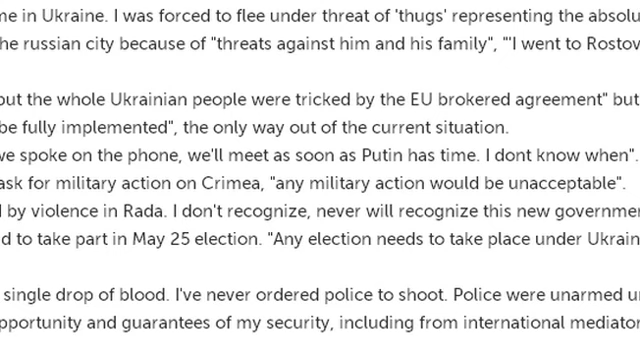 me in Ukraine. I was forced to flee under threat of 'thugs' representing the absolu
he russian city because of "threats against him and his family", "'I went to Rostov
out the whole Ukrainian people were tricked by the EU brokered agreement" but
be fully implemented", the only way out of the current situation.
we spoke on the phone, we'll meet as soon as Putin has time. I dont know when".
ask for military action on Crimea, "any military action would be unacceptable".
by violence in Rada. I don't recognize, never will recognize this new governme
d to take part in May 25 election. "Any election needs to take place under Ukrain
single drop of blood. I've never ordered police to shoot. Police were unarmed u
pportunity and guarantees of my security, including from international mediator